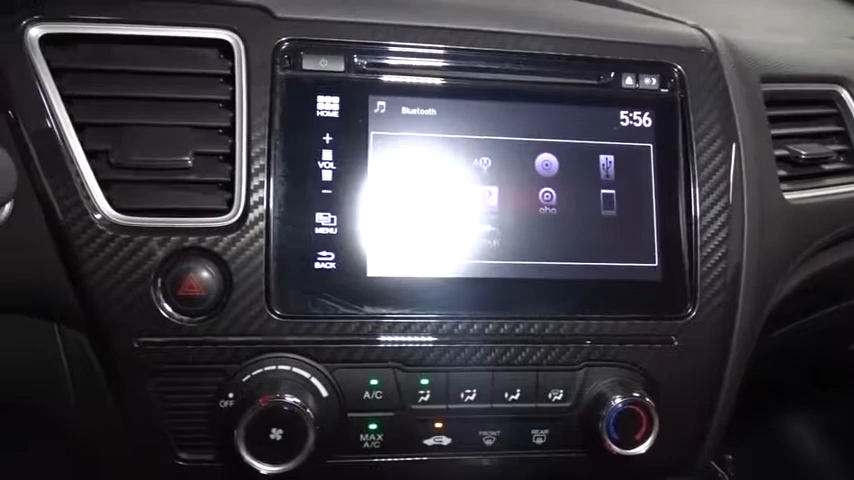 HOME
Bluetooth
5:56
VOL
MENU
BACK
aha
OFF
A/C
MAX
A/C
FRONT
REAR